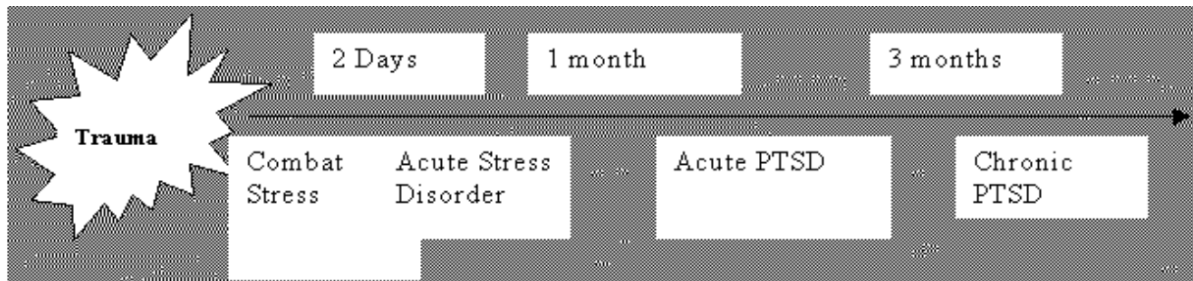 2 Days
1 month
3 months
Trauma
Combat
Stress
Acute Stress
Disorder
Acute PTSD
Chronic
PTSD